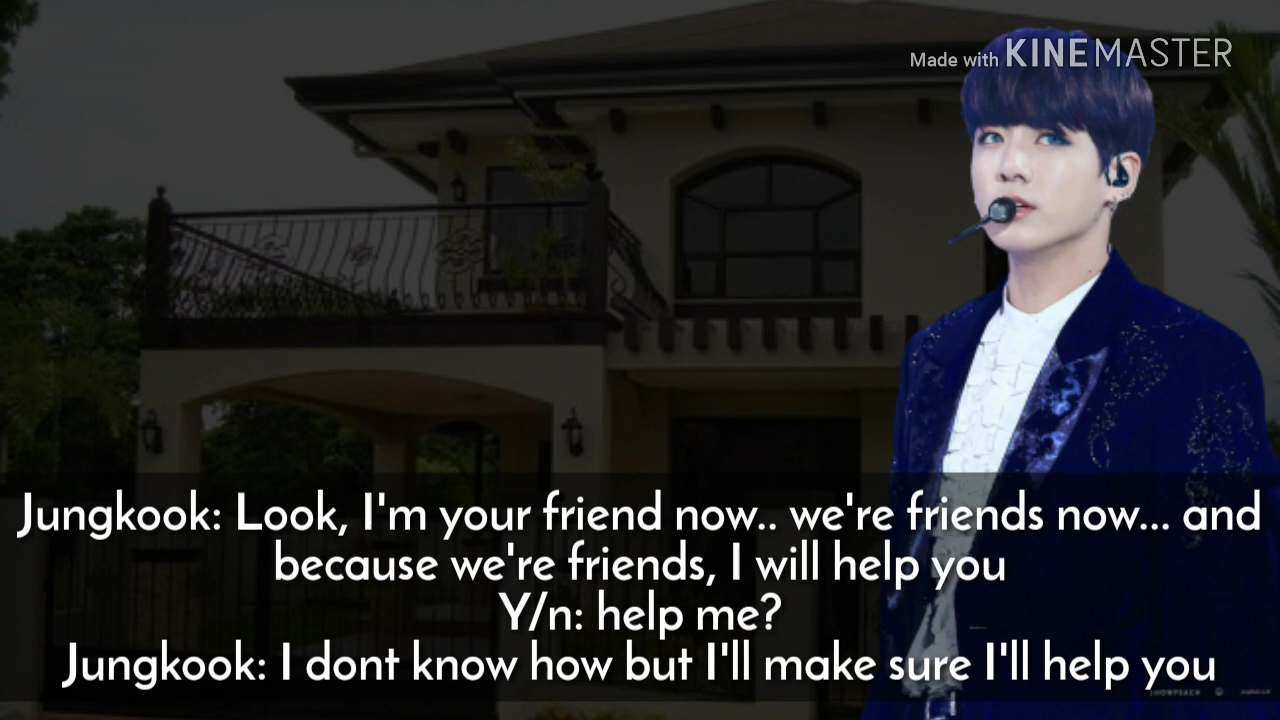 Made with KINEMASTER
Jungkook: Look, I'm your friend now.. we're friends now... and
because we're friends, I will help you
Y/n: help me?
Jungkook: I dont know how but I'll make sure I'll help you